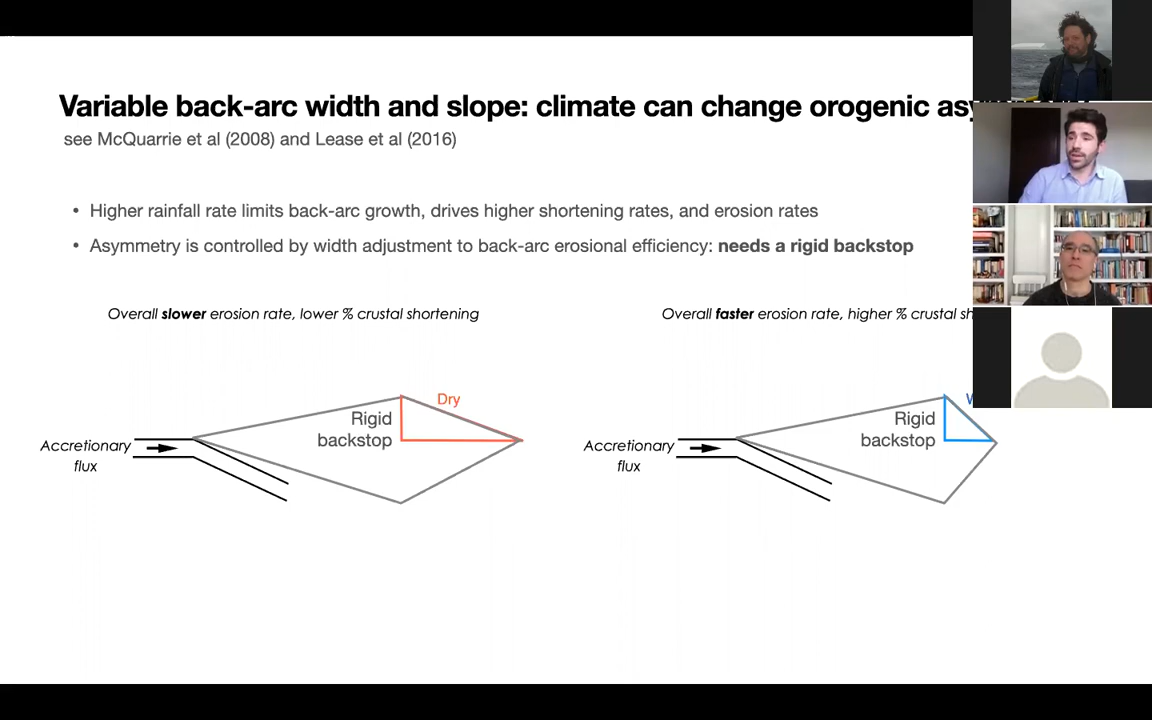 Variable back-arc width and slope: climate can change orogenic
see McQuarrie et al (2008) and Lease et al (2016)
• Higher rainfall rate limits back-arc growth, drives higher shortening rates, and erosion rates
• Asymmetry is controlled by width adjustment to back-arc erosional efficiency: needs a rigid backstop
Overall slower erosion rate, lower % crustal shortening
Overall faster erosion rate, higher % crustal
Dry
Rigid
backstop
Accretionary
flux
Rigid
backstop
Accretionary
flux